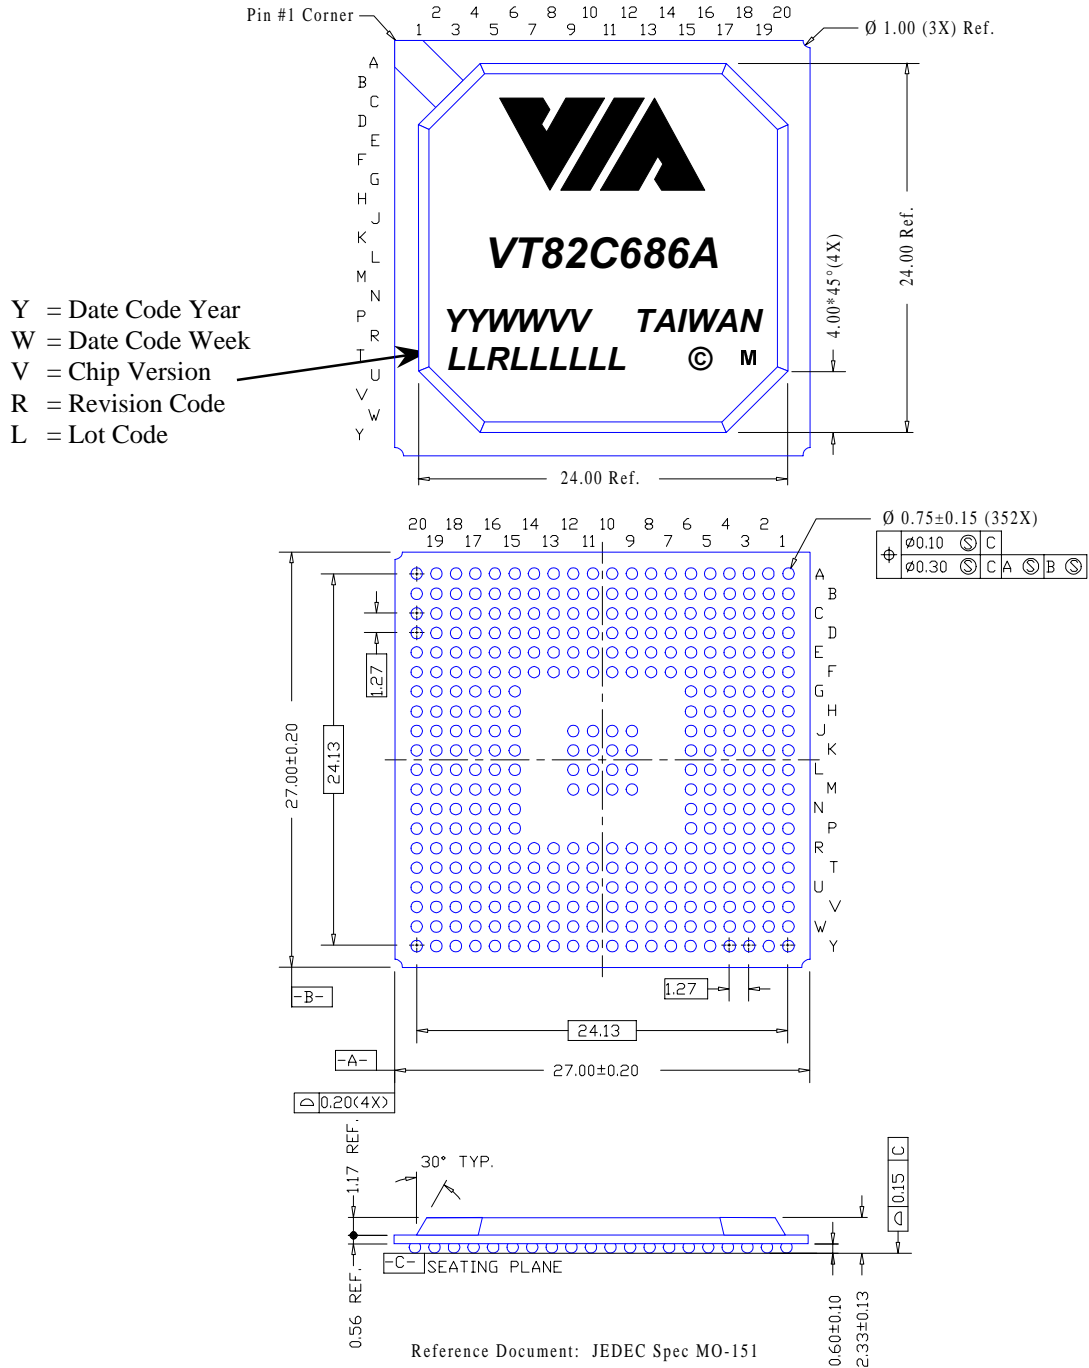 Pin #1 Corner
2 4 6 8 10 12 14 16 18 20
1 3 5 7 9 11 13 15 17 19
Ø 1.00 (3X) Ref.
A
B
C
D
E
F
G
H
J
K
L
M
N
P
R
T
U
V
W
Y
VIA
VT82C686A
YYWWVV TAIWAN
LLRLLLLLL © M
24.00 Ref.
4.00*45°(4X)
Y = Date Code Year
W = Date Code Week
V = Chip Version
R = Revision Code
L = Lot Code
24.00 Ref.
20 18 16 14 12 10 8 6 4 2
19 17 15 13 11 9 7 5 3 1
Ø 0.75±0.15 (352X)
⌖ Ø0.10 Ⓢ C
Ø0.30 Ⓢ C A Ⓢ B Ⓢ
A
B
C
D
E
F
G
H
J
K
L
M
N
P
R
T
U
V
W
Y
1.27
24.13
27.00±0.20
-B-
1.27
24.13
-A-
27.00±0.20
⌓ 0.20(4X)
1.17 REF.
30° TYP.
⌓ 0.15 C
-C- SEATING PLANE
0.56 REF.
0.60±0.10
2.33±0.13
Reference Document: JEDEC Spec MO-151